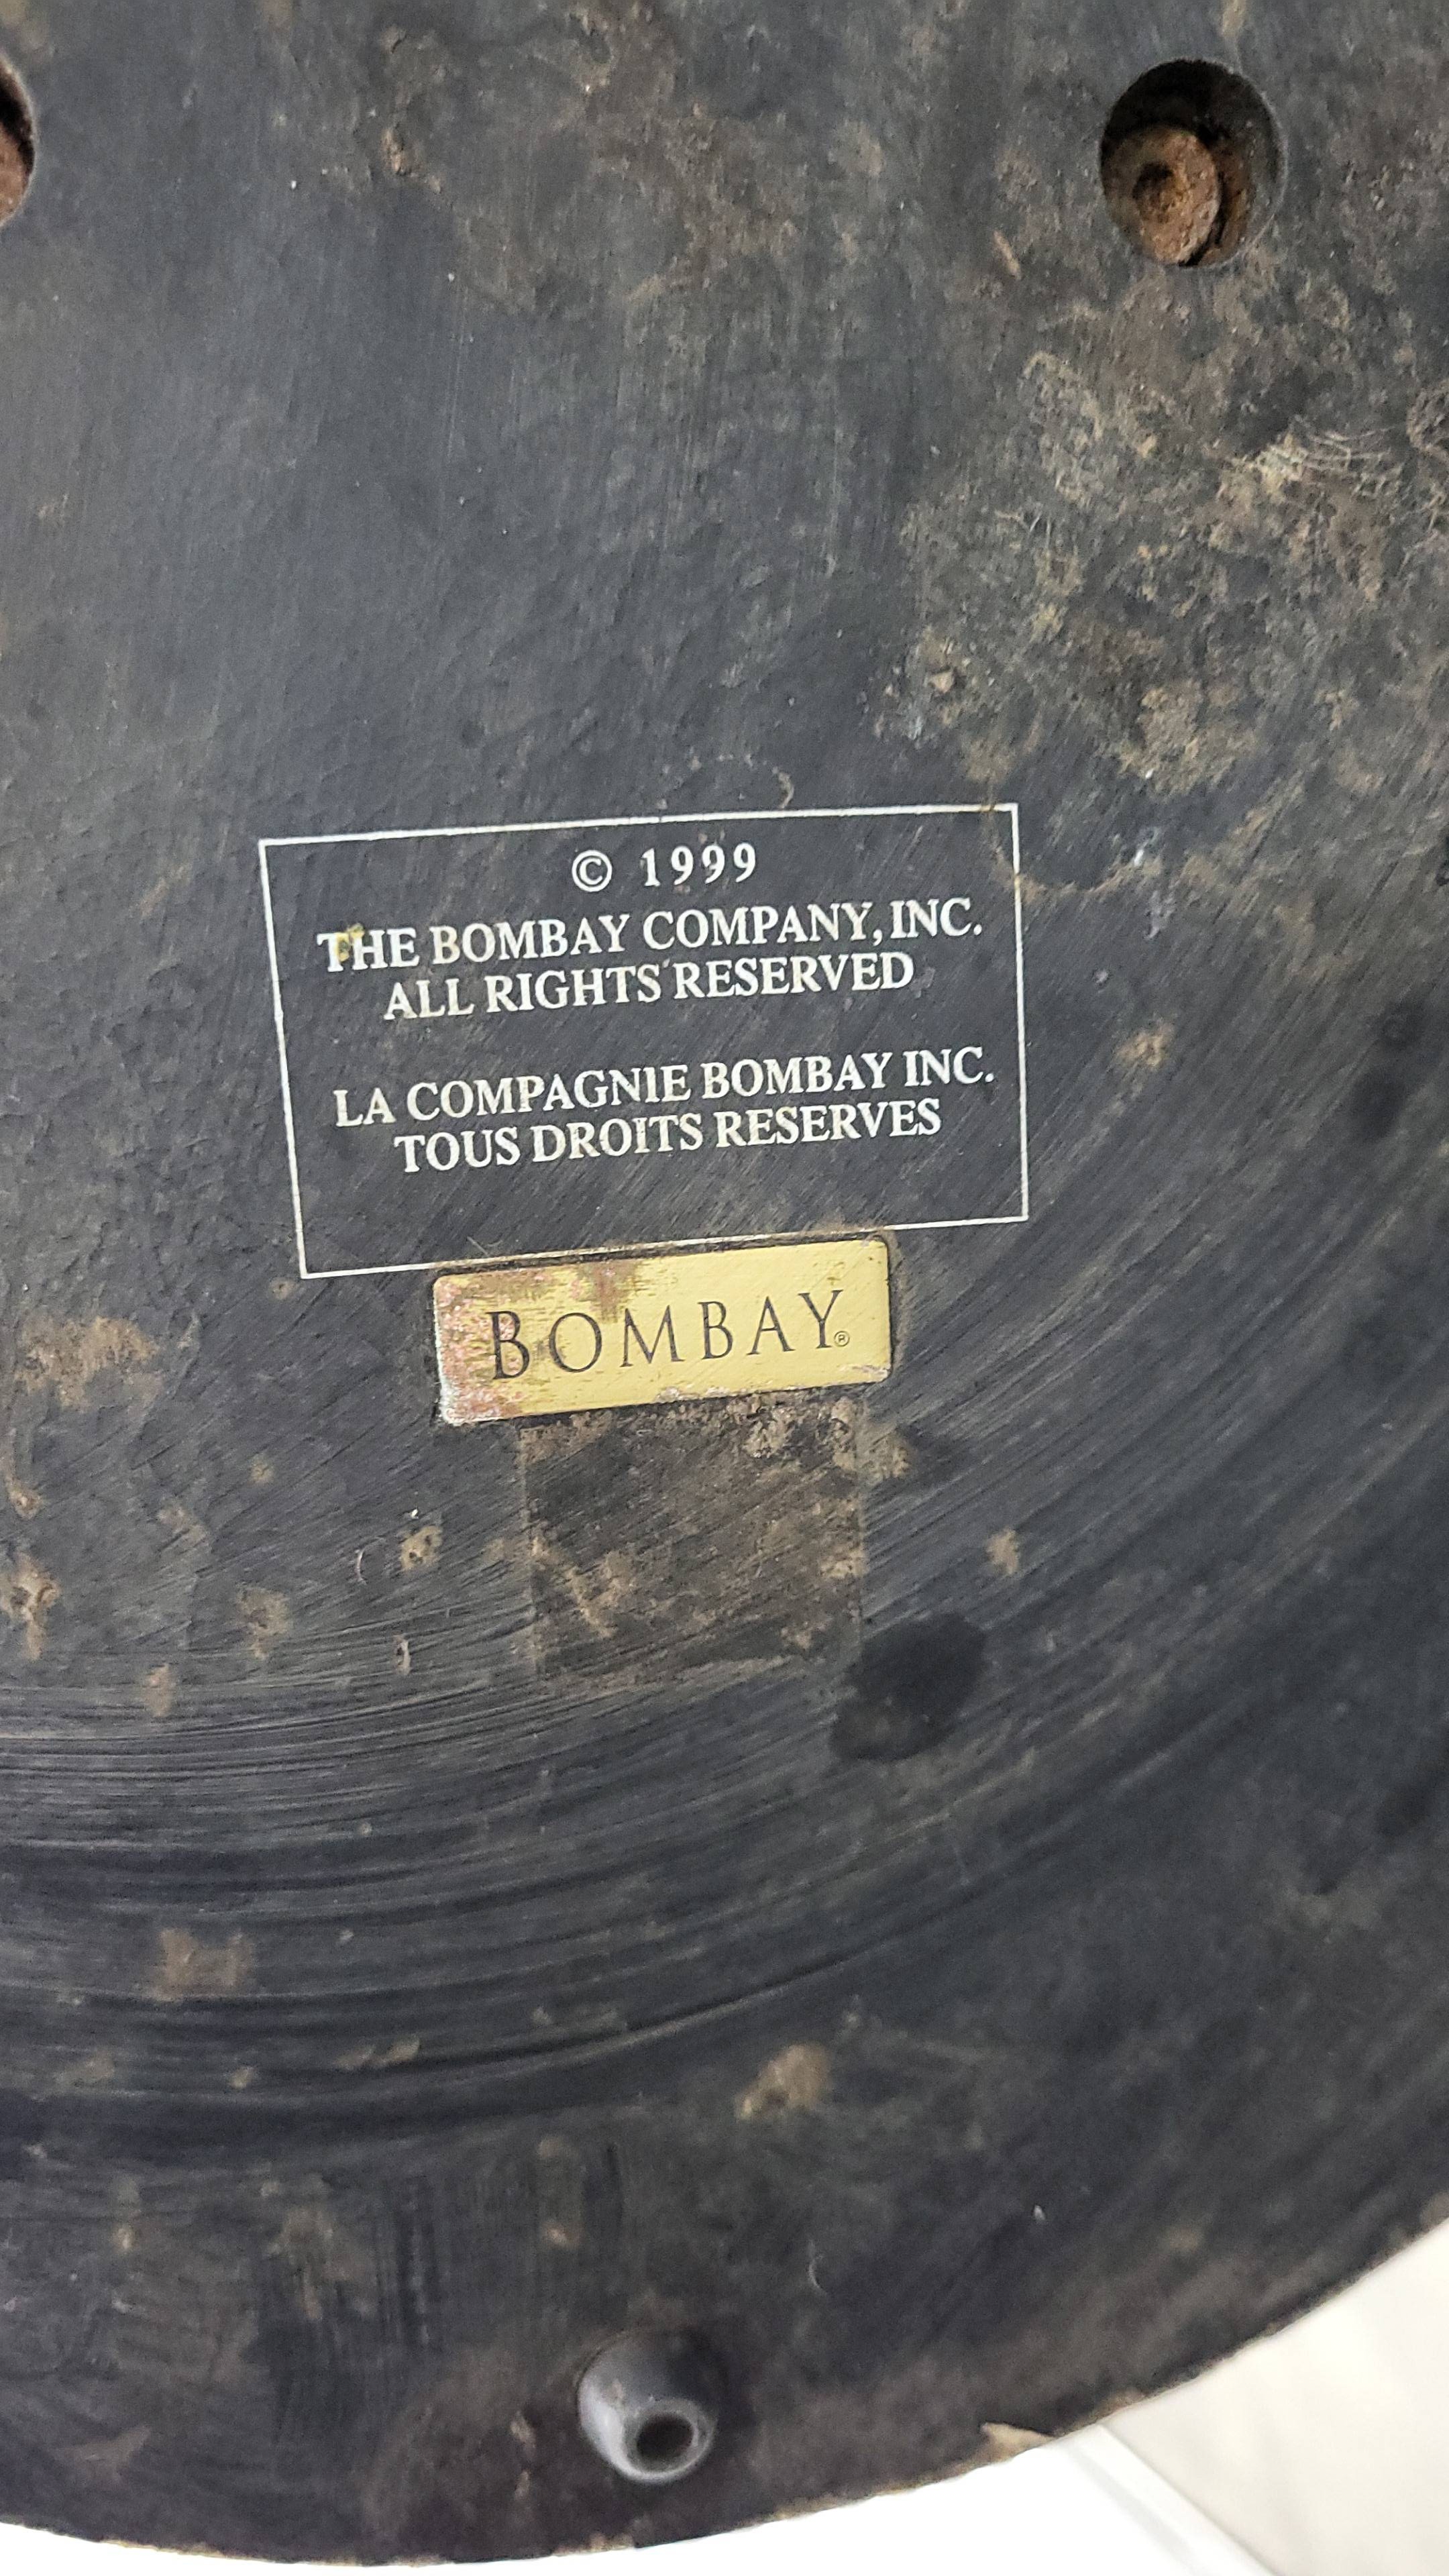 © 1999
THE BOMBAY COMPANY, INC.
ALL RIGHTS RESERVED
LA COMPAGNIE BOMBAY INC.
TOUS DROITS RESERVES
BOMBAY®